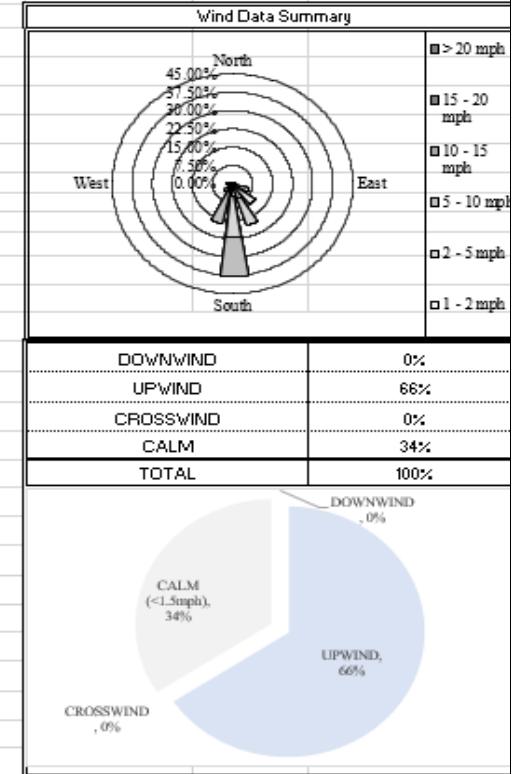 Wind Data Summary
North
45.00%
37.50%
30.00%
22.50%
15.00%
7.50%
0.00%
West
East
South
> 20 mph
15 - 20
mph
10 - 15
mph
5 - 10 mph
2 - 5 mph
1 - 2 mph
DOWNWIND 0%
UPWIND 66%
CROSSWIND 0%
CALM 34%
TOTAL 100%
DOWNWIND
, 0%
CALM
(<1.5mph),
34%
UPWIND,
66%
CROSSWIND
, 0%